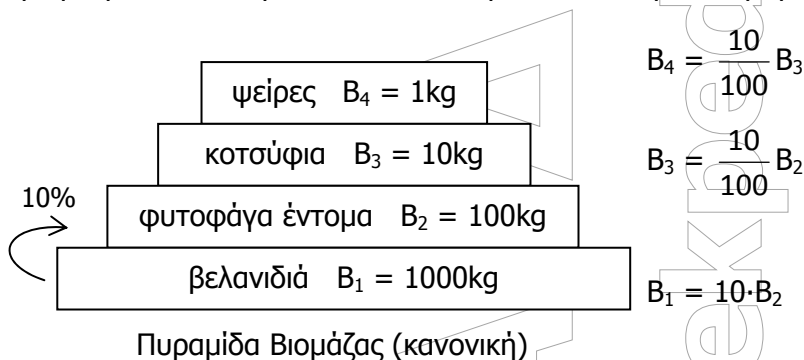 ψείρες B₄ = 1kg
κοτσύφια B₃ = 10kg
φυτοφάγα έντομα B₂ = 100kg
βελανιδιά B₁ = 1000kg
10%
Πυραμίδα Βιομάζας (κανονική)
B₄ = 10/100 B₃
B₃ = 10/100 B₂
B₁ = 10·B₂